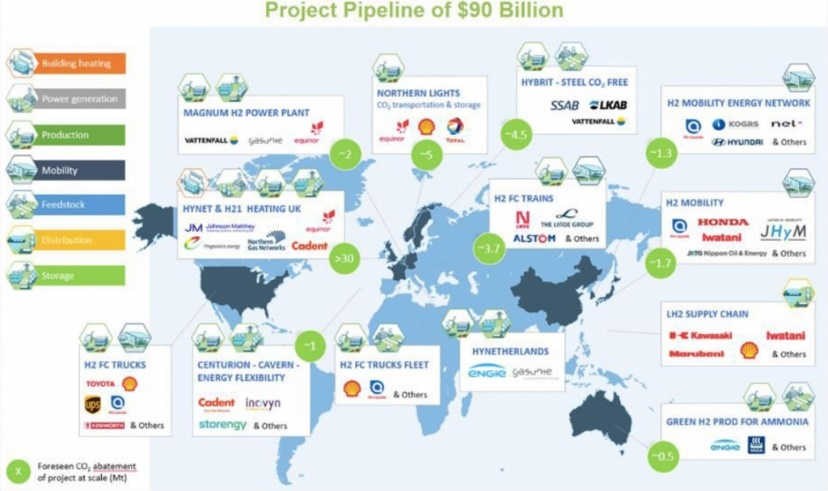 Project Pipeline of $90 Billion
Building heating
Power generation
Production
Mobility
Feedstock
Distribution
Storage
MAGNUM H2 POWER PLANT
VATTENFALL gasunie equinor
~2
NORTHERN LIGHTS
CO₂ transportation & storage
equinor TOTAL
~5
HYBRIT - STEEL CO₂ FREE
SSAB LKAB
VATTENFALL
~4.5
H2 MOBILITY ENERGY NETWORK
KOGAS nel·
HYUNDAI & Others
~1.3
HYNET & H21 HEATING UK
equinor
JM Johnson Matthey
Progressive energy Northern Gas Networks Cadent
>30
H2 FC TRAINS
LNVG THE LINDE GROUP
ALSTOM & Others
~3.7
H2 MOBILITY
HONDA
Iwatani JHyM
JXTG Nippon Oil & Energy & Others
~1.7
H2 FC TRUCKS
TOYOTA
ups
KENWORTH & Others
CENTURION - CAVERN -
ENERGY FLEXIBILITY
Cadent inovyn
storengy & Others
~1
H2 FC TRUCKS FLEET
& Others
HYNETHERLANDS
ENGIE gasunie
LH2 SUPPLY CHAIN
Kawasaki Iwatani
Marubeni & Others
GREEN H2 PROD FOR AMMONIA
ENGIE YARA & Others
~0.5
X
Foreseen CO₂ abatement
of project at scale (Mt)